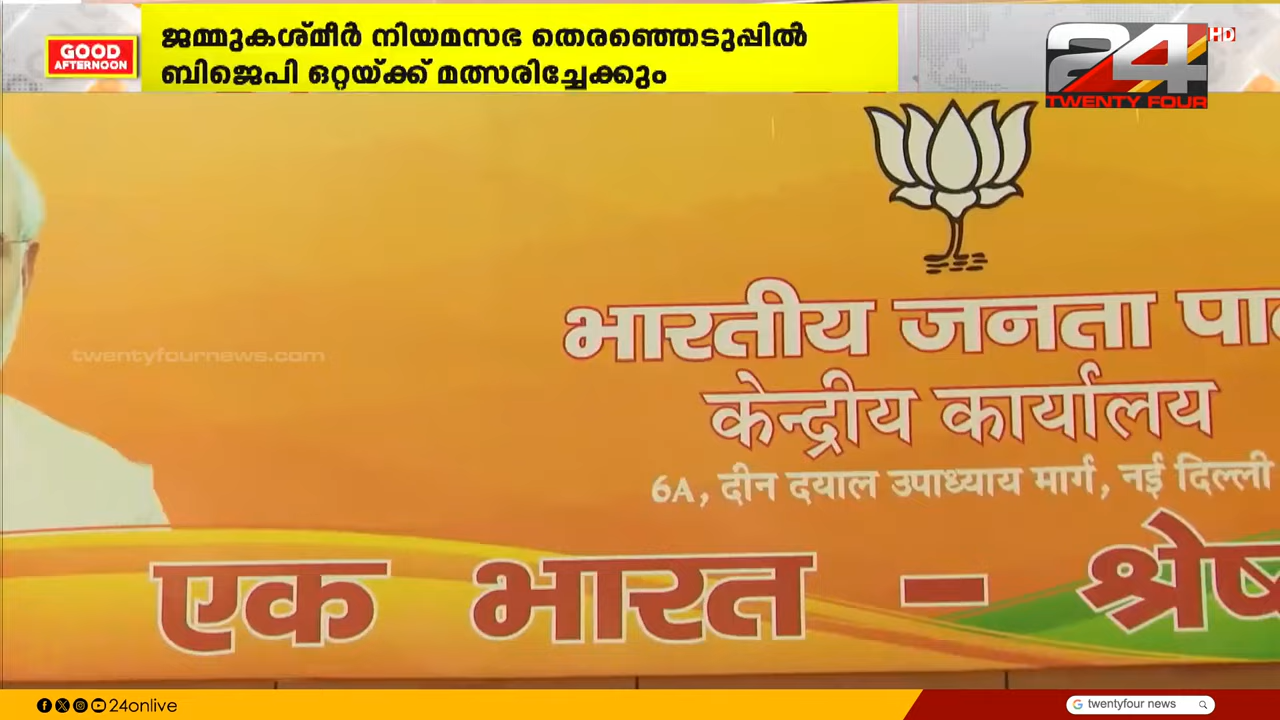 GOOD
AFTERNOON
ജമ്മുകശ്മീർ നിയമസഭ തെരഞ്ഞെടുപ്പിൽ
ബിജെപി ഒറ്റയ്ക്ക് മത്സരിച്ചേക്കും
24 HD
TWENTY FOUR
भारतीय जनता
twentyfournews.com
केन्द्रीय कार्यालय
6A, दीन दयाल उपाध्याय मार्ग, नई दिल्ली
एक भारत -
24onlive
twentyfour news